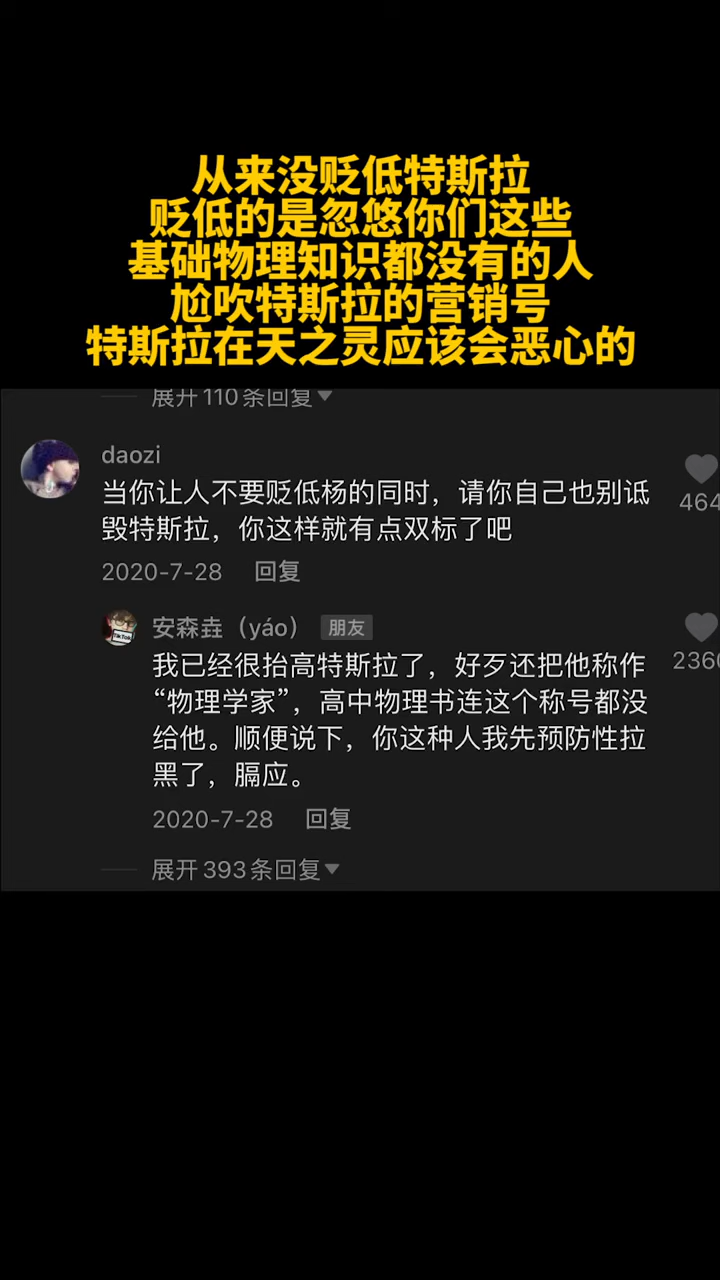 从来没贬低特斯拉
贬低的是忽悠你们这些
基础物理知识都没有的人
尬吹特斯拉的营销号
特斯拉在天之灵应该会恶心的
展开110条回复
daozi
当你让人不要贬低杨的同时，请你自己也别诋
毁特斯拉，你这样就有点双标了吧
464
2020-7-28 回复
安森垚（yáo） 朋友
我已经很抬高特斯拉了，好歹还把他称作
“物理学家”，高中物理书连这个称号都没
给他。顺便说下，你这种人我先预防性拉
黑了，膈应。
2360
2020-7-28 回复
展开393条回复